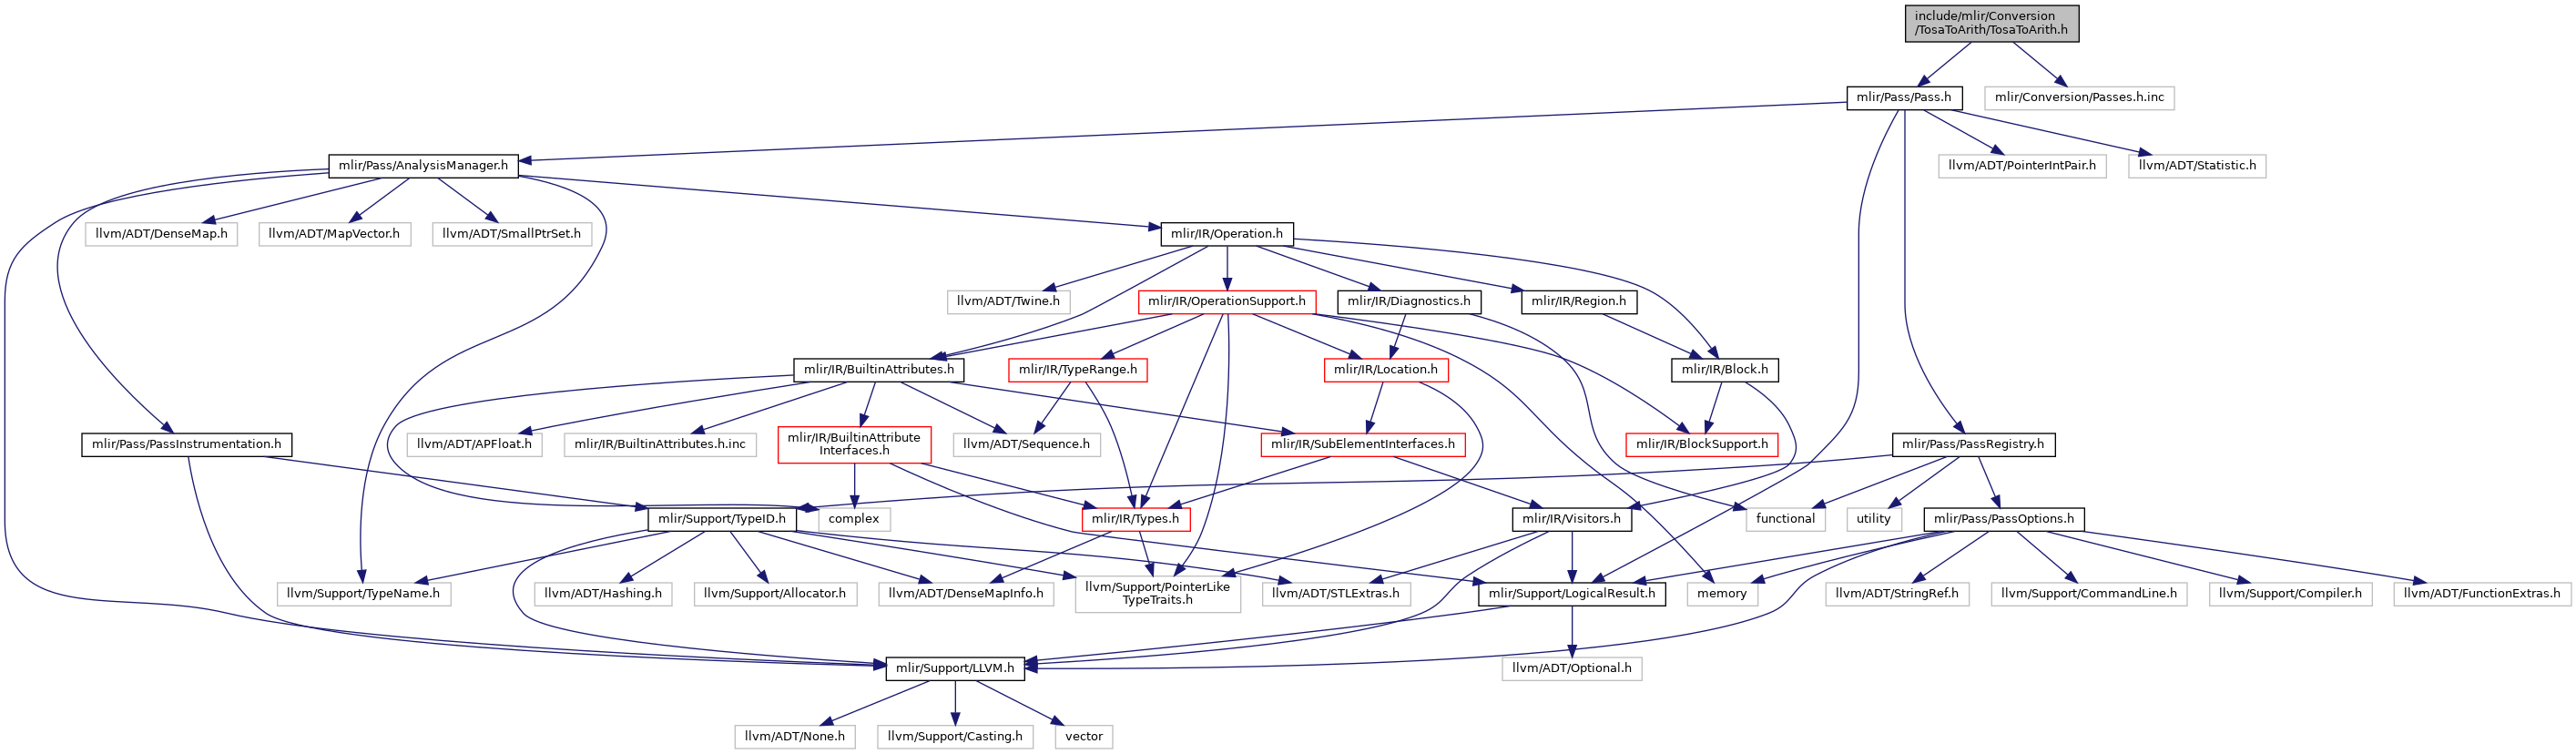 include/mlir/Conversion
/TosaToArith/TosaToArith.h
mlir/Pass/Pass.h
mlir/Conversion/Passes.h.inc
mlir/Pass/AnalysisManager.h
llvm/ADT/PointerIntPair.h
llvm/ADT/Statistic.h
llvm/ADT/DenseMap.h
llvm/ADT/MapVector.h
llvm/ADT/SmallPtrSet.h
mlir/IR/Operation.h
llvm/ADT/Twine.h
mlir/IR/OperationSupport.h
mlir/IR/Diagnostics.h
mlir/IR/Region.h
mlir/IR/BuiltinAttributes.h
mlir/IR/TypeRange.h
mlir/IR/Location.h
mlir/IR/Block.h
mlir/Pass/PassInstrumentation.h
llvm/ADT/APFloat.h
mlir/IR/BuiltinAttributes.h.inc
mlir/IR/BuiltinAttribute
Interfaces.h
llvm/ADT/Sequence.h
mlir/IR/SubElementInterfaces.h
mlir/IR/BlockSupport.h
mlir/Pass/PassRegistry.h
mlir/Support/TypeID.h
complex
mlir/IR/Types.h
mlir/IR/Visitors.h
functional
utility
mlir/Pass/PassOptions.h
llvm/Support/TypeName.h
llvm/ADT/Hashing.h
llvm/Support/Allocator.h
llvm/ADT/DenseMapInfo.h
llvm/Support/PointerLike
TypeTraits.h
llvm/ADT/STLExtras.h
mlir/Support/LogicalResult.h
memory
llvm/ADT/StringRef.h
llvm/Support/CommandLine.h
llvm/Support/Compiler.h
llvm/ADT/FunctionExtras.h
mlir/Support/LLVM.h
llvm/ADT/Optional.h
llvm/ADT/None.h
llvm/Support/Casting.h
vector